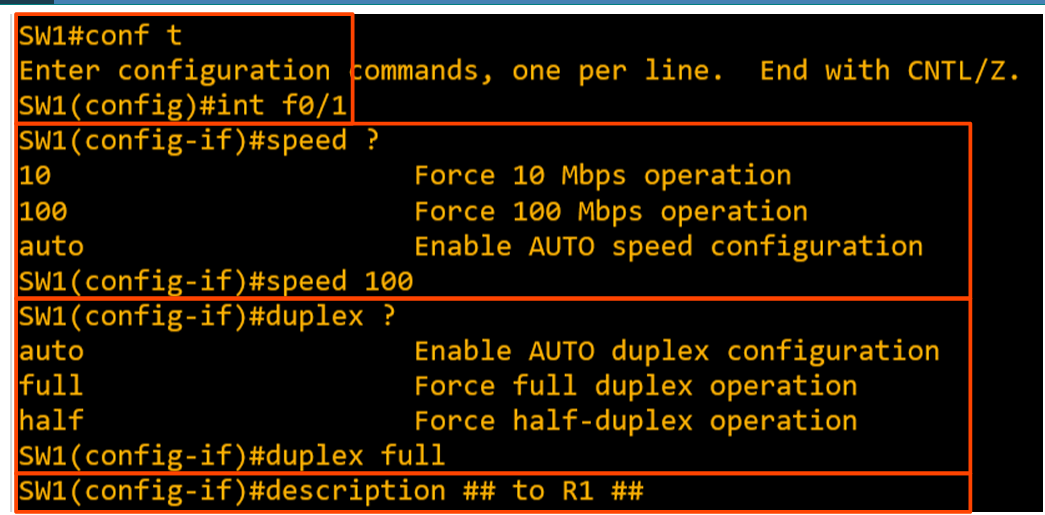 SW1#conf t
Enter configuration commands, one per line.  End with CNTL/Z.
SW1(config)#int f0/1
SW1(config-if)#speed ?
10                  Force 10 Mbps operation
100                 Force 100 Mbps operation
auto                Enable AUTO speed configuration
SW1(config-if)#speed 100
SW1(config-if)#duplex ?
auto                Enable AUTO duplex configuration
full                Force full duplex operation
half                Force half-duplex operation
SW1(config-if)#duplex full
SW1(config-if)#description ## to R1 ##